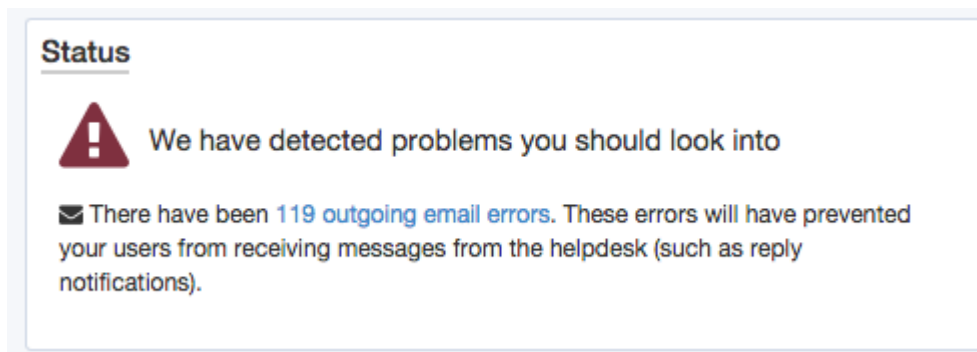 Status
We have detected problems you should look into
There have been 119 outgoing email errors. These errors will have prevented
your users from receiving messages from the helpdesk (such as reply
notifications).